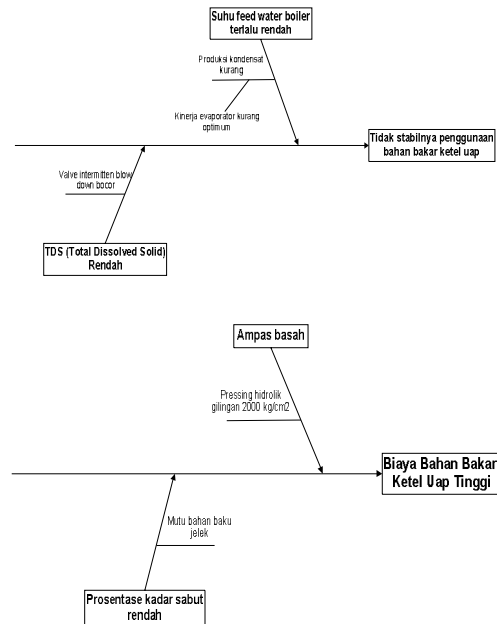 Suhu feed water boiler
terlalu rendah
Produksi kondensat
kurang
Kinerja evaporator kurang
optimum
Tidak stabilnya penggunaan
bahan bakar ketel uap
Valve intermitten blow
down bocor
TDS (Total Dissolved Solid)
Rendah
Ampas basah
Pressing hidrolik
gilingan 2000 kg/cm2
Biaya Bahan Bakar
Ketel Uap Tinggi
Mutu bahan baku
jelek
Prosentase kadar sabut
rendah